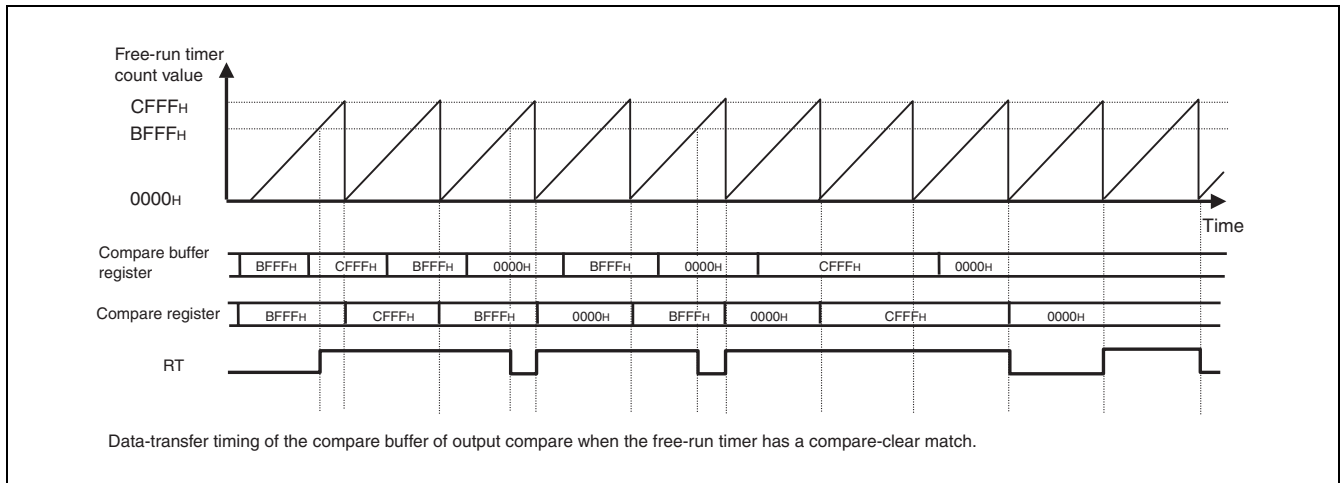 Free-run timer
count value
CFFFH
BFFFH
0000H
Time
Compare buffer
register
BFFFH CFFFH BFFFH 0000H BFFFH 0000H CFFFH 0000H
Compare register
BFFFH CFFFH BFFFH 0000H BFFFH 0000H CFFFH 0000H
RT
Data-transfer timing of the compare buffer of output compare when the free-run timer has a compare-clear match.